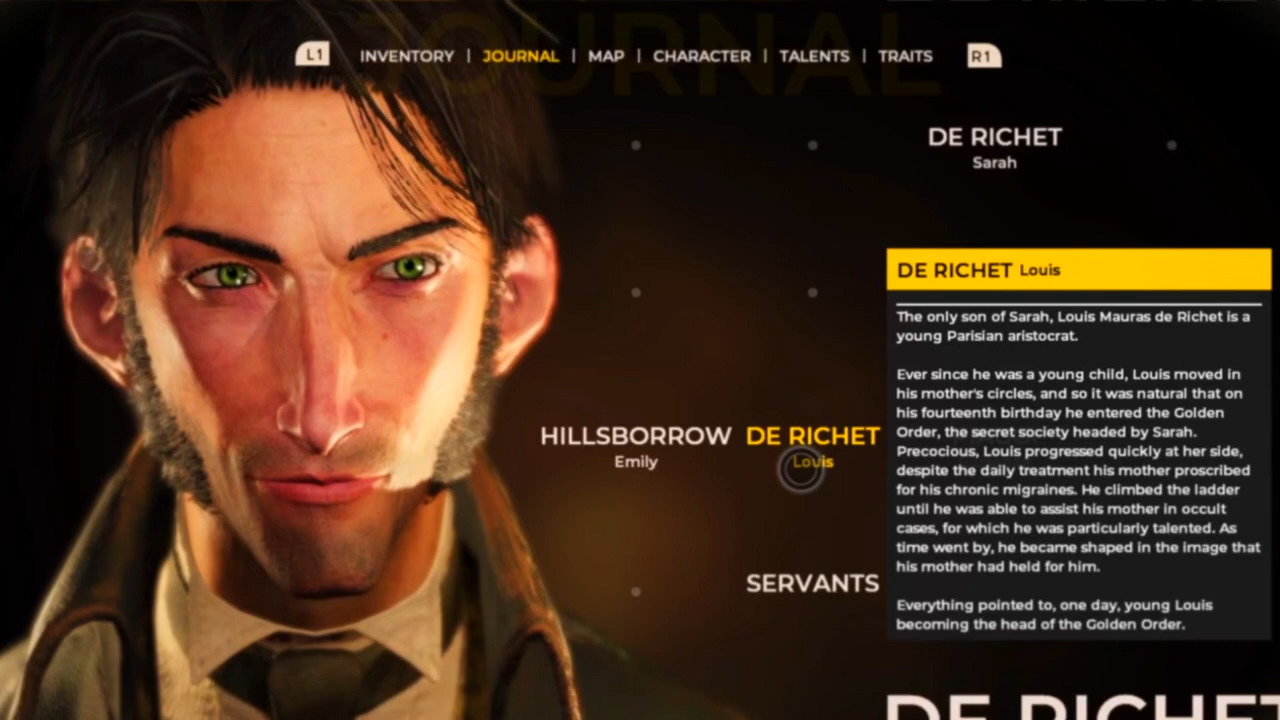 DE RICHET
JOURNAL
L1 INVENTORY | JOURNAL | MAP | CHARACTER | TALENTS | TRAITS R1
DE RICHET
Sarah
DE RICHET Louis
The only son of Sarah, Louis Mauras de Richet is a
young Parisian aristocrat.
Ever since he was a young child, Louis moved in
his mother's circles, and so it was natural that on
his fourteenth birthday he entered the Golden
Order, the secret society headed by Sarah.
Precocious, Louis progressed quickly at her side,
despite the daily treatment his mother proscribed
for his chronic migraines. He climbed the ladder
until he was able to assist his mother in occult
cases, for which he was particularly talented. As
time went by, he became shaped in the image that
his mother had held for him.
Everything pointed to, one day, young Louis
becoming the head of the Golden Order.
HILLSBORROW
Emily
DE RICHET
Louis
SERVANTS
DE RICHET